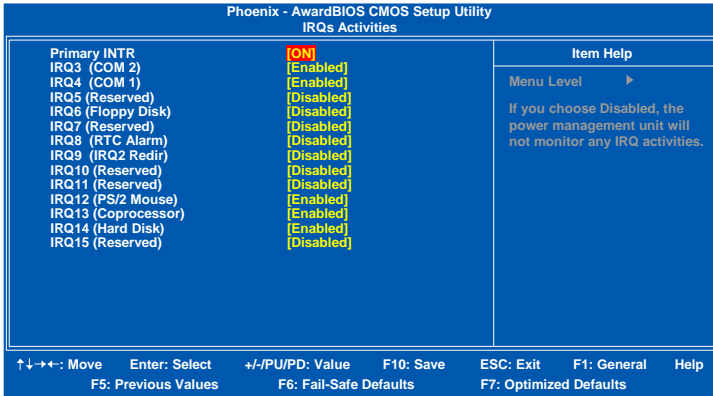 Phoenix - AwardBIOS CMOS Setup Utility
IRQs Activities
Primary INTR [ON]
IRQ3 (COM 2) [Enabled]
IRQ4 (COM 1) [Enabled]
IRQ5 (Reserved) [Disabled]
IRQ6 (Floppy Disk) [Disabled]
IRQ7 (Reserved) [Disabled]
IRQ8 (RTC Alarm) [Disabled]
IRQ9 (IRQ2 Redir) [Disabled]
IRQ10 (Reserved) [Disabled]
IRQ11 (Reserved) [Disabled]
IRQ12 (PS/2 Mouse) [Enabled]
IRQ13 (Coprocessor) [Enabled]
IRQ14 (Hard Disk) [Enabled]
IRQ15 (Reserved) [Disabled]
Item Help
Menu Level ▶
If you choose Disabled, the
power management unit will
not monitor any IRQ activities.
↑↓→←: Move Enter: Select +/-/PU/PD: Value F10: Save ESC: Exit F1: General Help
F5: Previous Values F6: Fail-Safe Defaults F7: Optimized Defaults